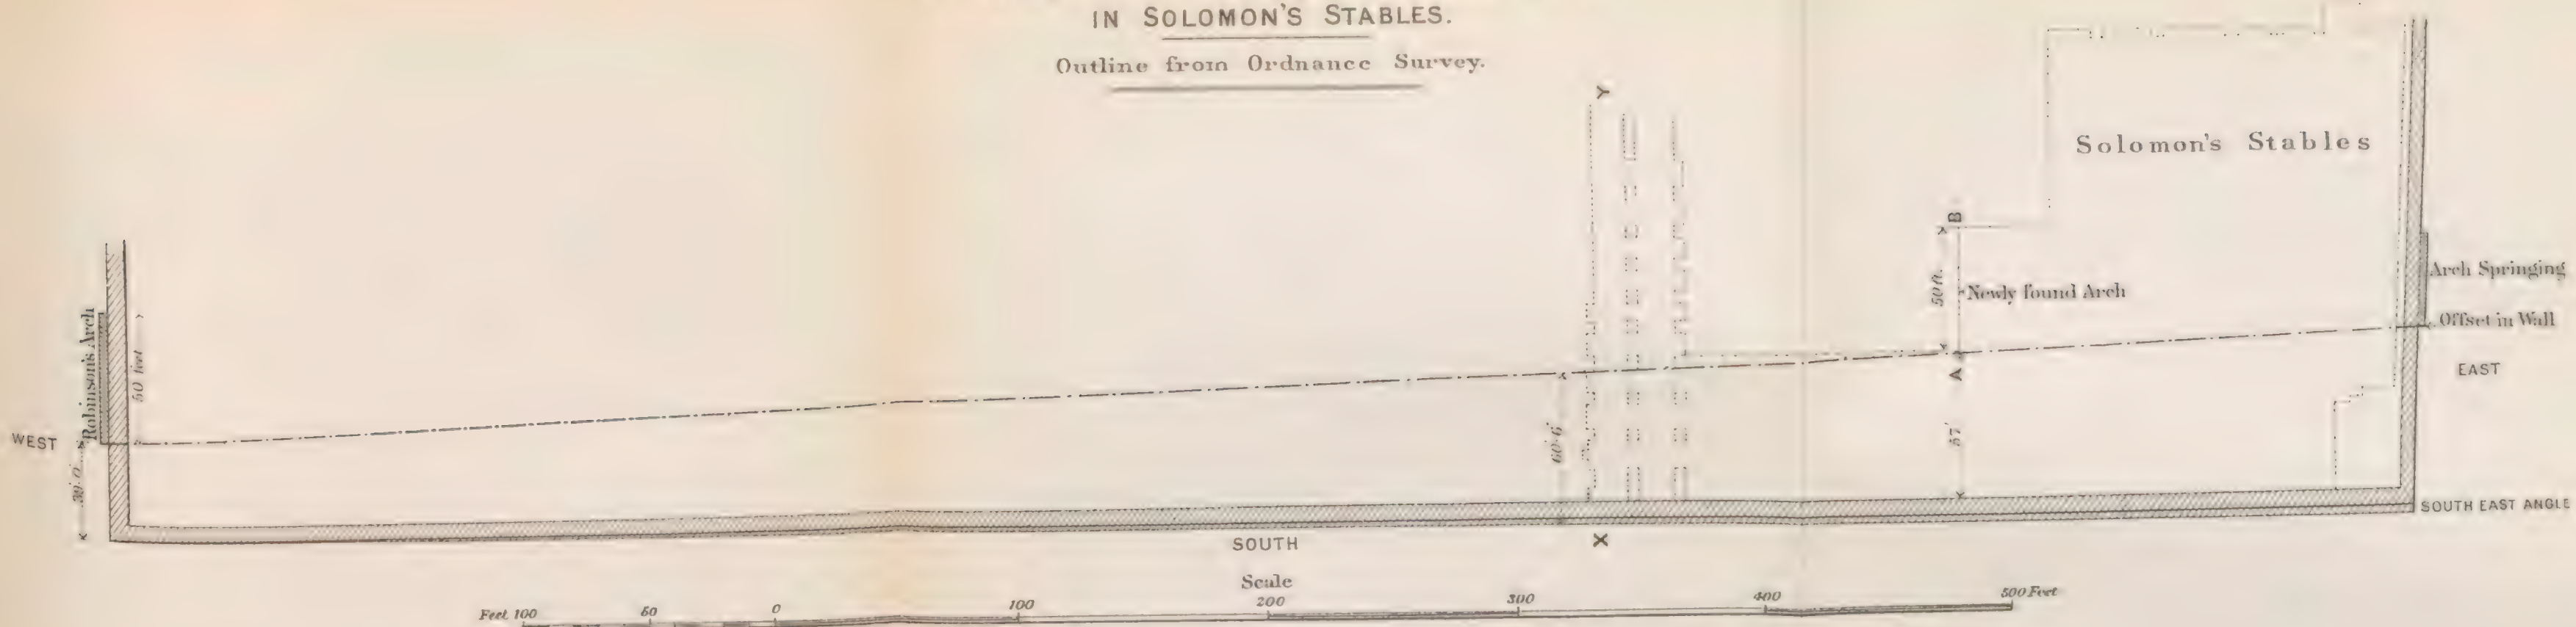 IN SOLOMON'S STABLES.
Outline from Ordnance Survey.
Y
Solomon's Stables
B
50 ft.
Newly found Arch
Arch Springing
Offset in Wall
Robinson's Arch
50 feet
A
EAST
WEST
39'. 0"
60'. 6"
57'
SOUTH EAST ANGLE
SOUTH
X
Scale
Feet 100 50 0 100 200 300 400 500 Feet